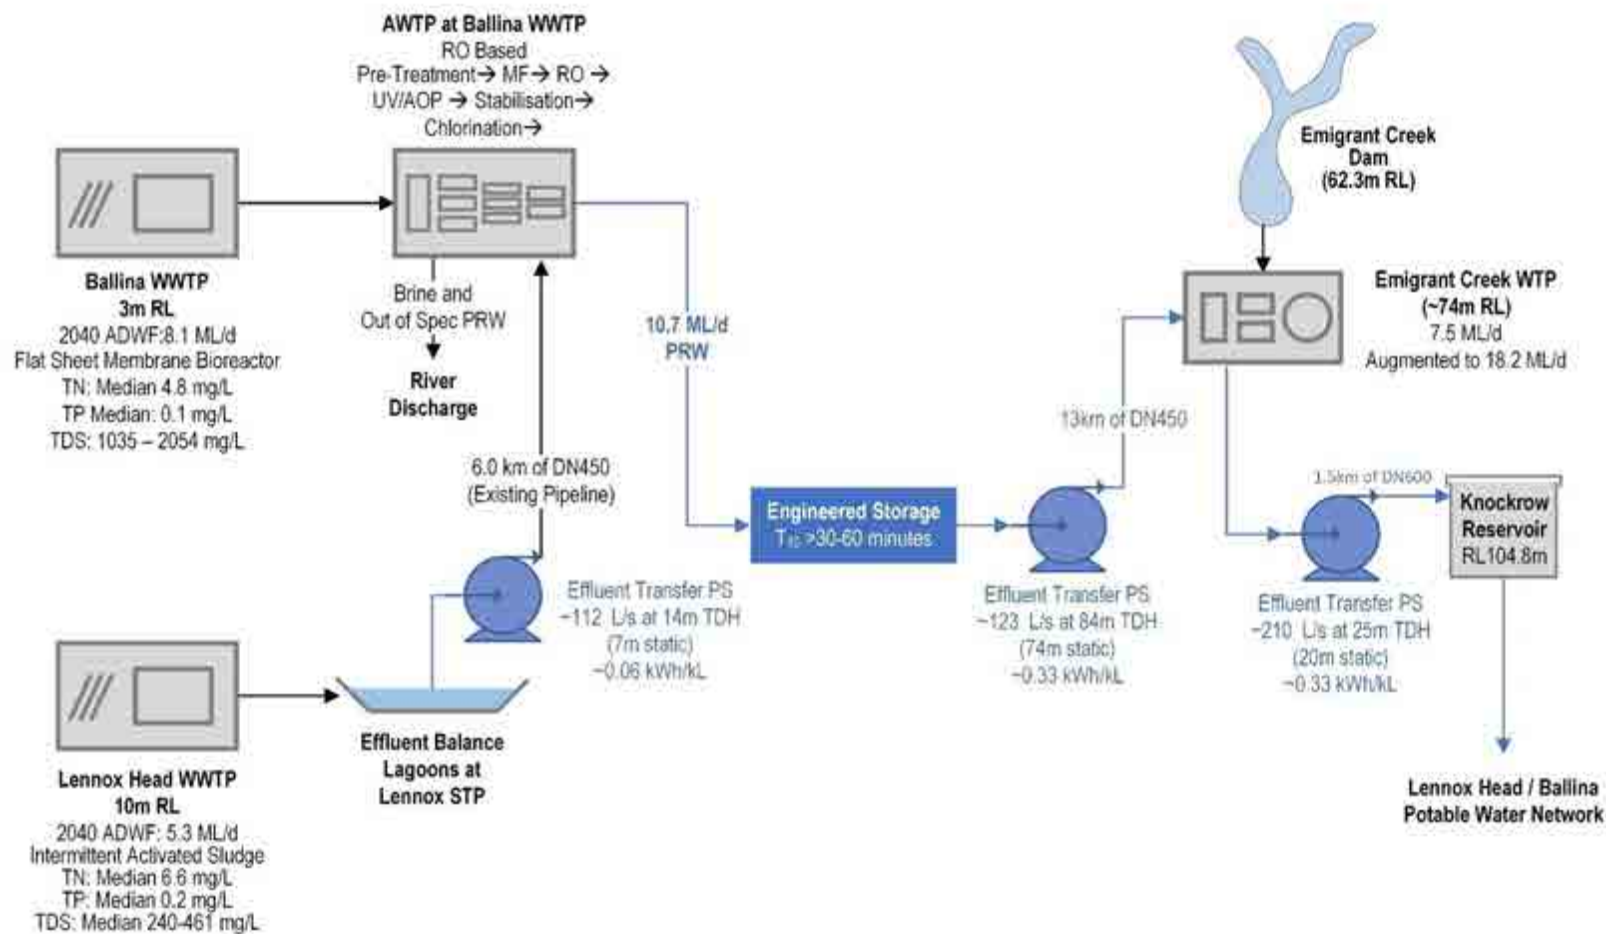 AWTP at Ballina WWTP
RO Based
Pre-Treatment→ MF→ RO →
UV/AOP → Stabilisation→
Chlorination→
Ballina WWTP
3m RL
2040 ADWF:8.1 ML/d
Flat Sheet Membrane Bioreactor
TN: Median 4.8 mg/L
TP Median: 0.1 mg/L
TDS: 1035 – 2054 mg/L
Brine and
Out of Spec PRW
River
Discharge
6.0 km of DN450
(Existing Pipeline)
10.7 ML/d
PRW
Emigrant Creek
Dam
(62.3m RL)
Emigrant Creek WTP
(~74m RL)
7.5 ML/d
Augmented to 18.2 ML/d
13km of DN450
Engineered Storage
T₁₀ >30-60 minutes
1.5km of DN600
Knockrow
Reservoir
RL104.8m
Effluent Transfer PS
~112 L/s at 14m TDH
(7m static)
~0.06 kWh/kL
Effluent Transfer PS
~123 L/s at 84m TDH
(74m static)
~0.33 kWh/kL
Effluent Transfer PS
~210 L/s at 25m TDH
(20m static)
~0.33 kWh/kL
Effluent Balance
Lagoons at
Lennox STP
Lennox Head WWTP
10m RL
2040 ADWF: 5.3 ML/d
Intermittent Activated Sludge
TN: Median 6.6 mg/L
TP: Median 0.2 mg/L
TDS: Median 240-461 mg/L
Lennox Head / Ballina
Potable Water Network